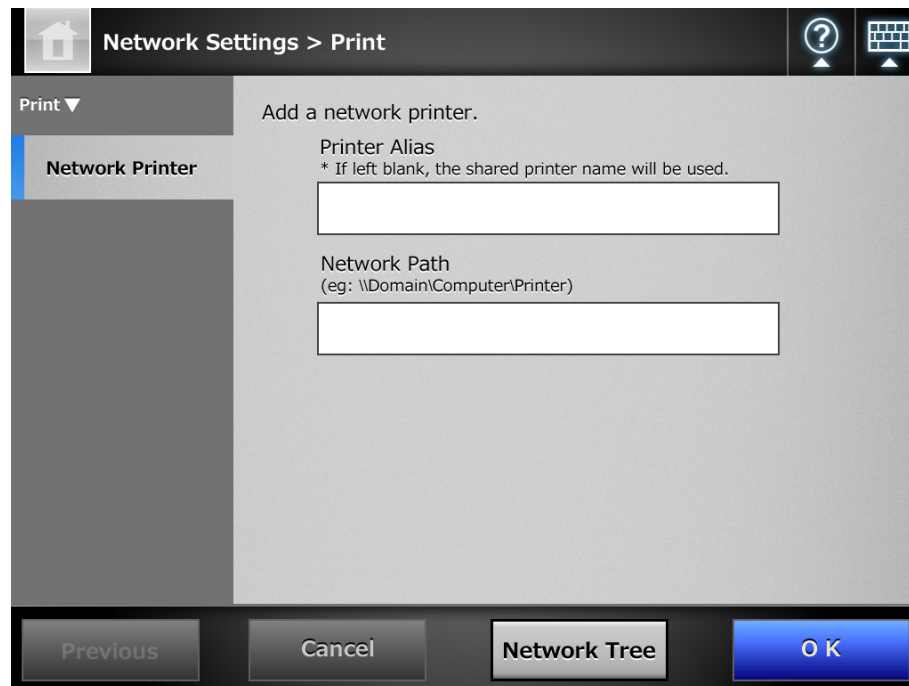 Network Settings > Print
?
Print ▼
Network Printer
Add a network printer.
Printer Alias
* If left blank, the shared printer name will be used.
Network Path
(eg: \\Domain\Computer\Printer)
Previous
Cancel
Network Tree
O K